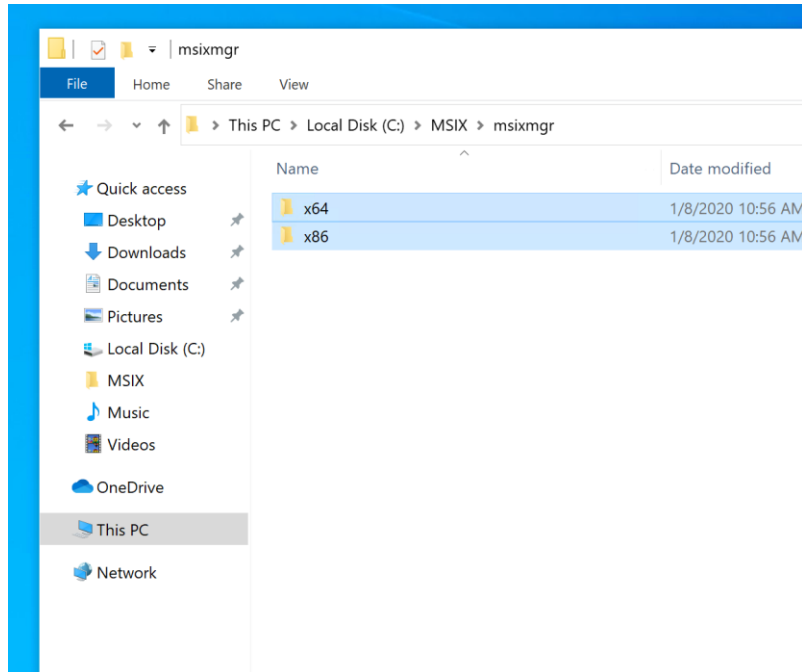 msixmgr
File Home Share View
This PC > Local Disk (C:) > MSIX > msixmgr
Name Date modified
x64 1/8/2020 10:56 AM
x86 1/8/2020 10:56 AM
Quick access
Desktop
Downloads
Documents
Pictures
Local Disk (C:)
MSIX
Music
Videos
OneDrive
This PC
Network